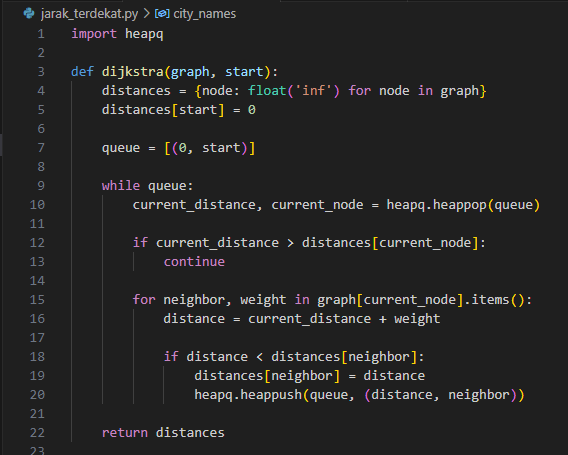 jarak_terdekat.py > city_names
1 import heapq
2
3 def dijkstra(graph, start):
4     distances = {node: float('inf') for node in graph}
5     distances[start] = 0
6
7     queue = [(0, start)]
8
9     while queue:
10         current_distance, current_node = heapq.heappop(queue)
11
12         if current_distance > distances[current_node]:
13             continue
14
15         for neighbor, weight in graph[current_node].items():
16             distance = current_distance + weight
17
18             if distance < distances[neighbor]:
19                 distances[neighbor] = distance
20                 heapq.heappush(queue, (distance, neighbor))
21
22     return distances
23